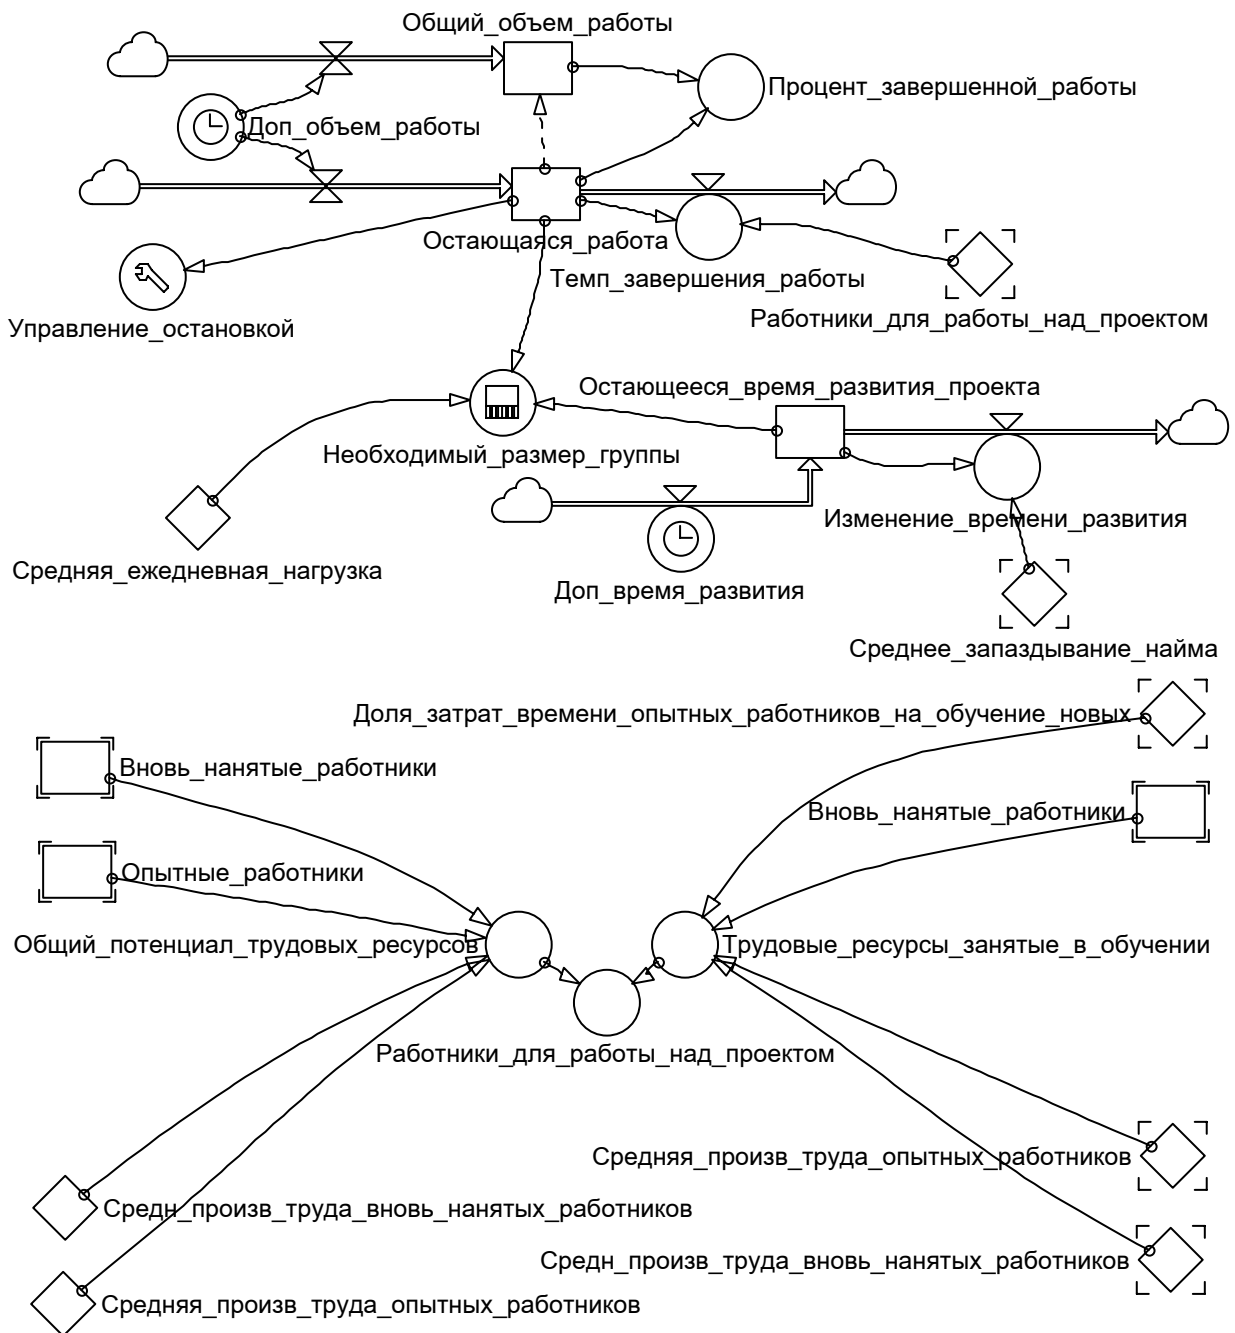 Общий_объем_работы
Процент_завершенной_работы
Доп_объем_работы
Остающаяся_работа
Темп_завершения_работы
Работники_для_работы_над_проектом
Управление_остановкой
Остающееся_время_развития_проекта
Необходимый_размер_группы
Изменение_времени_развития
Средняя_ежедневная_нагрузка
Доп_время_развития
Среднее_запаздывание_найма
Доля_затрат_времени_опытных_работников_на_обучение_новых
Вновь_нанятые_работники
Вновь_нанятые_работники
Опытные_работники
Общий_потенциал_трудовых_ресурсов
Трудовые_ресурсы_занятые_в_обучении
Работники_для_работы_над_проектом
Средняя_произв_труда_опытных_работников
Средн_произв_труда_вновь_нанятых_работников
Средн_произв_труда_вновь_нанятых_работников
Средняя_произв_труда_опытных_работников